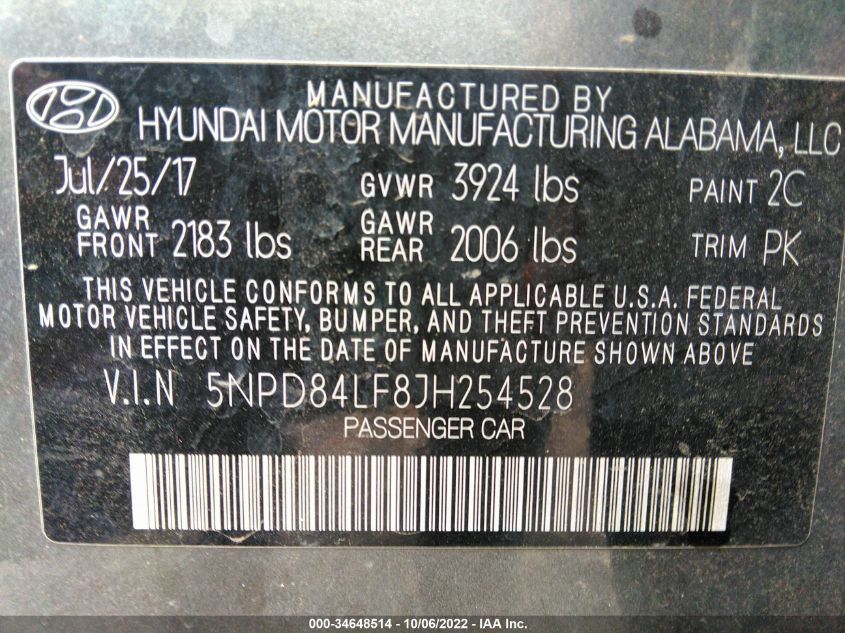 MANUFACTURED BY
HYUNDAI MOTOR MANUFACTURING ALABAMA, LLC
Jul/25/17 GVWR 3924 lbs PAINT 2C
GAWR FRONT 2183 lbs GAWR REAR 2006 lbs TRIM PK
THIS VEHICLE CONFORMS TO ALL APPLICABLE U.S.A. FEDERAL
MOTOR VEHICLE SAFETY, BUMPER, AND THEFT PREVENTION STANDARDS
IN EFFECT ON THE DATE OF MANUFACTURE SHOWN ABOVE
V.I.N 5NPD84LF8JH254528
PASSENGER CAR
000-34648514 - 10/06/2022 - IAA Inc.